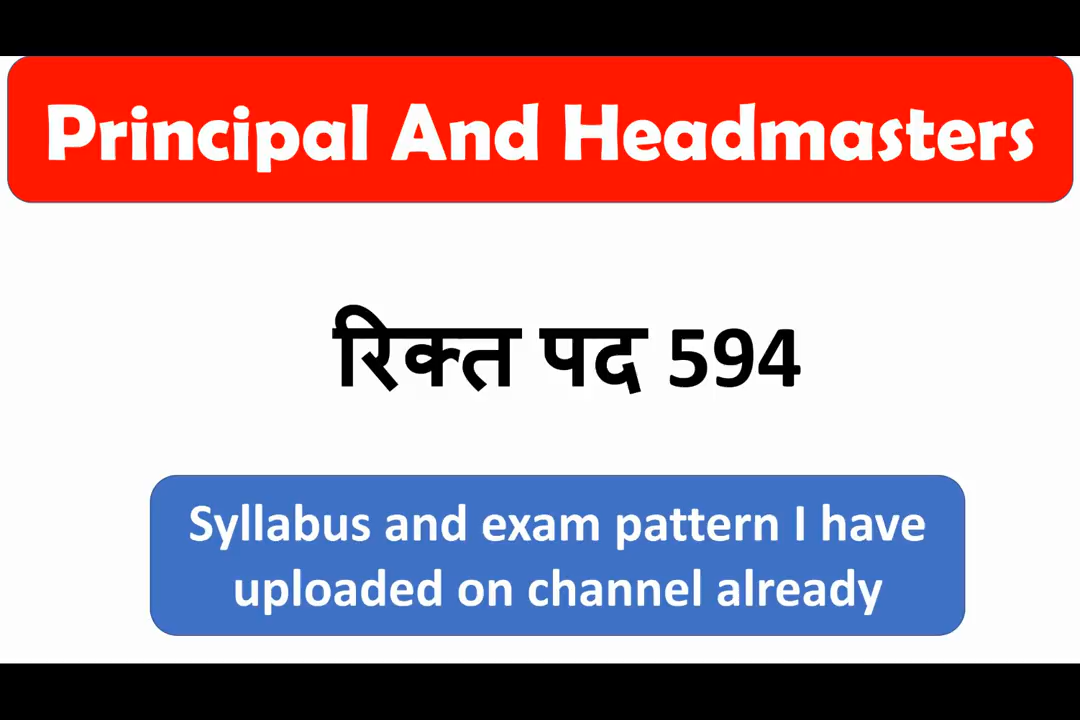 Principal And Headmasters
रिक्त पद 594
Syllabus and exam pattern I have
uploaded on channel already